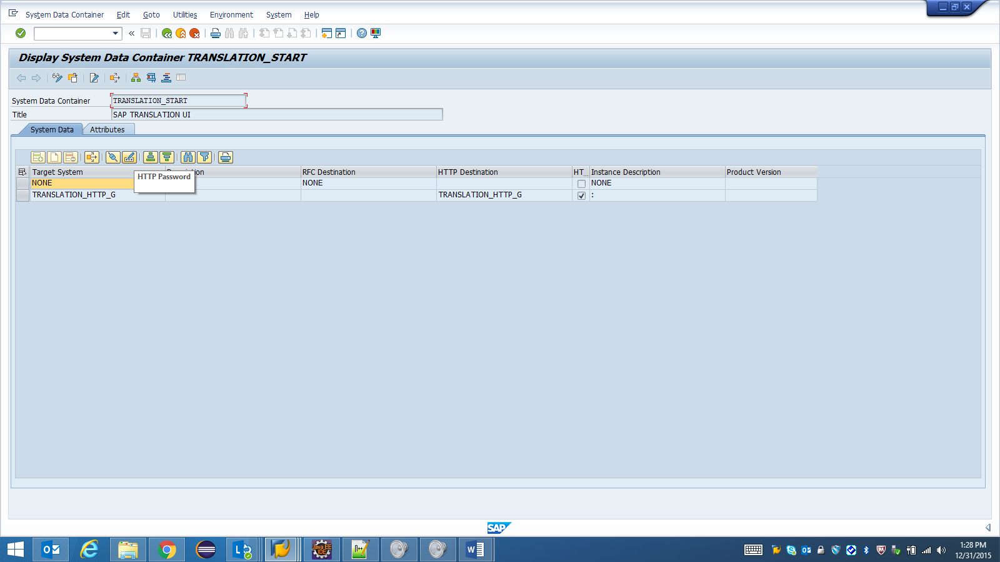 System Data Container Edit Goto Utilities Environment System Help
Display System Data Container TRANSLATION_START
System Data Container TRANSLATION_START
Title SAP TRANSLATION UI
System Data Attributes
Target System RFC Destination HTTP Destination HT... Instance Description Product Version
HTTP Password
NONE NONE NONE
TRANSLATION_HTTP_G TRANSLATION_HTTP_G :
SAP
1:28 PM
12/31/2015